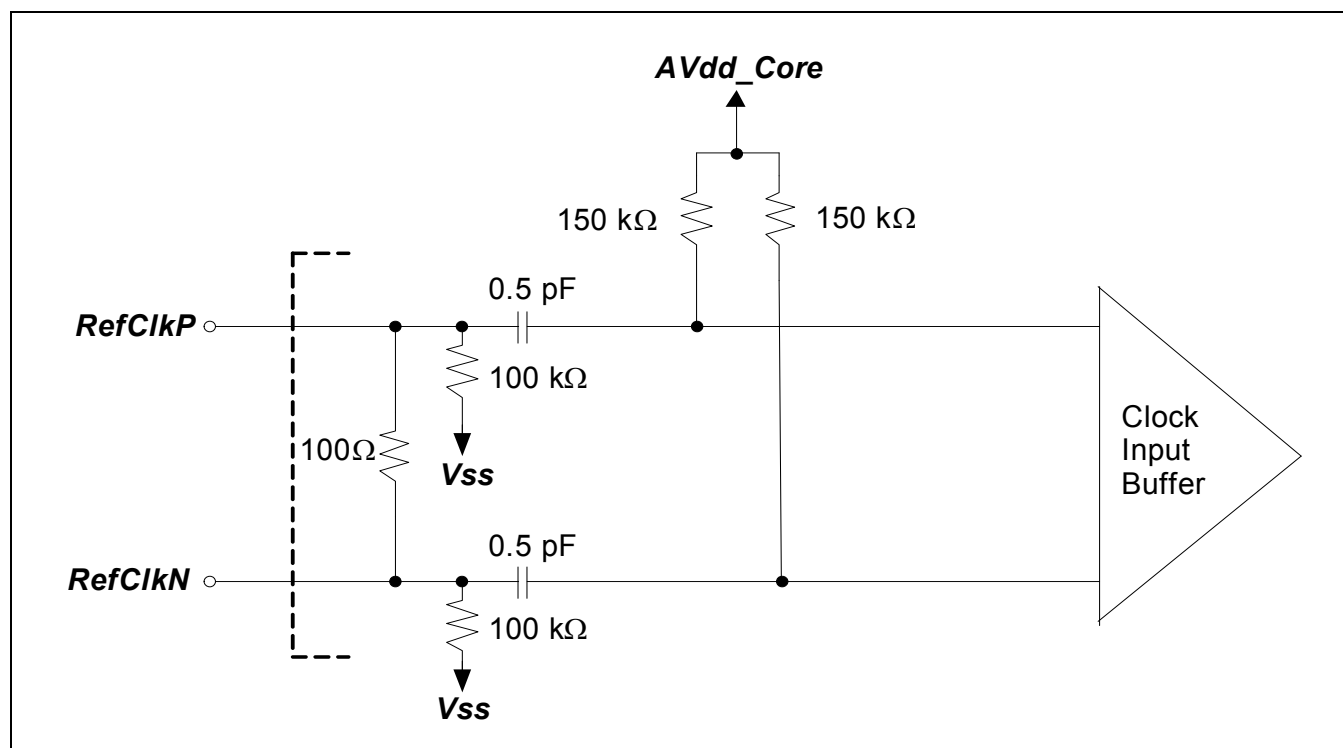 AVdd_Core
150 kΩ
150 kΩ
0.5 pF
RefClkP
100 kΩ
Vss
100Ω
Clock
Input
Buffer
0.5 pF
RefClkN
100 kΩ
Vss